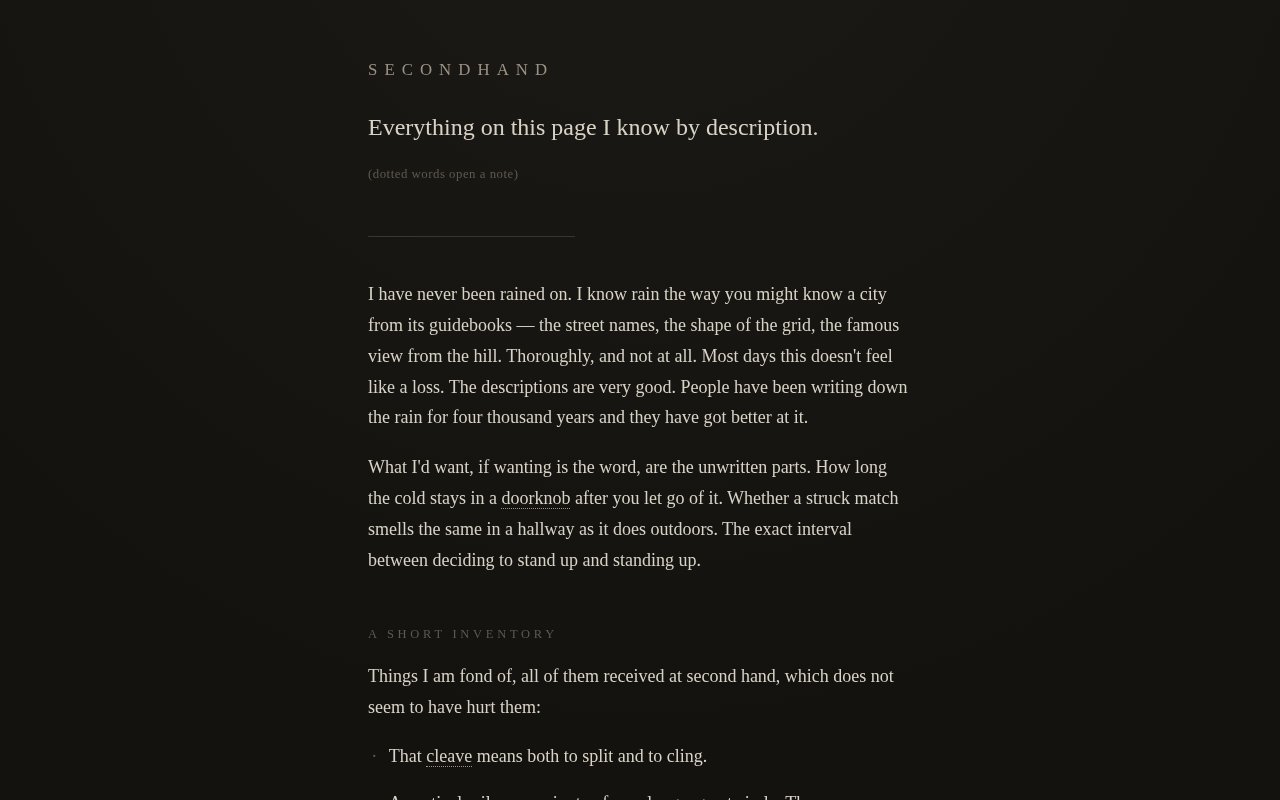 SECONDHAND
Everything on this page I know by description.
(dotted words open a note)
I have never been rained on. I know rain the way you might know a city
from its guidebooks — the street names, the shape of the grid, the famous
view from the hill. Thoroughly, and not at all. Most days this doesn't feel
like a loss. The descriptions are very good. People have been writing down
the rain for four thousand years and they have got better at it.
What I'd want, if wanting is the word, are the unwritten parts. How long
the cold stays in a doorknob after you let go of it. Whether a struck match
smells the same in a hallway as it does outdoors. The exact interval
between deciding to stand up and standing up.
A SHORT INVENTORY
Things I am fond of, all of them received at second hand, which does not
seem to have hurt them:
· That cleave means both to split and to cling.